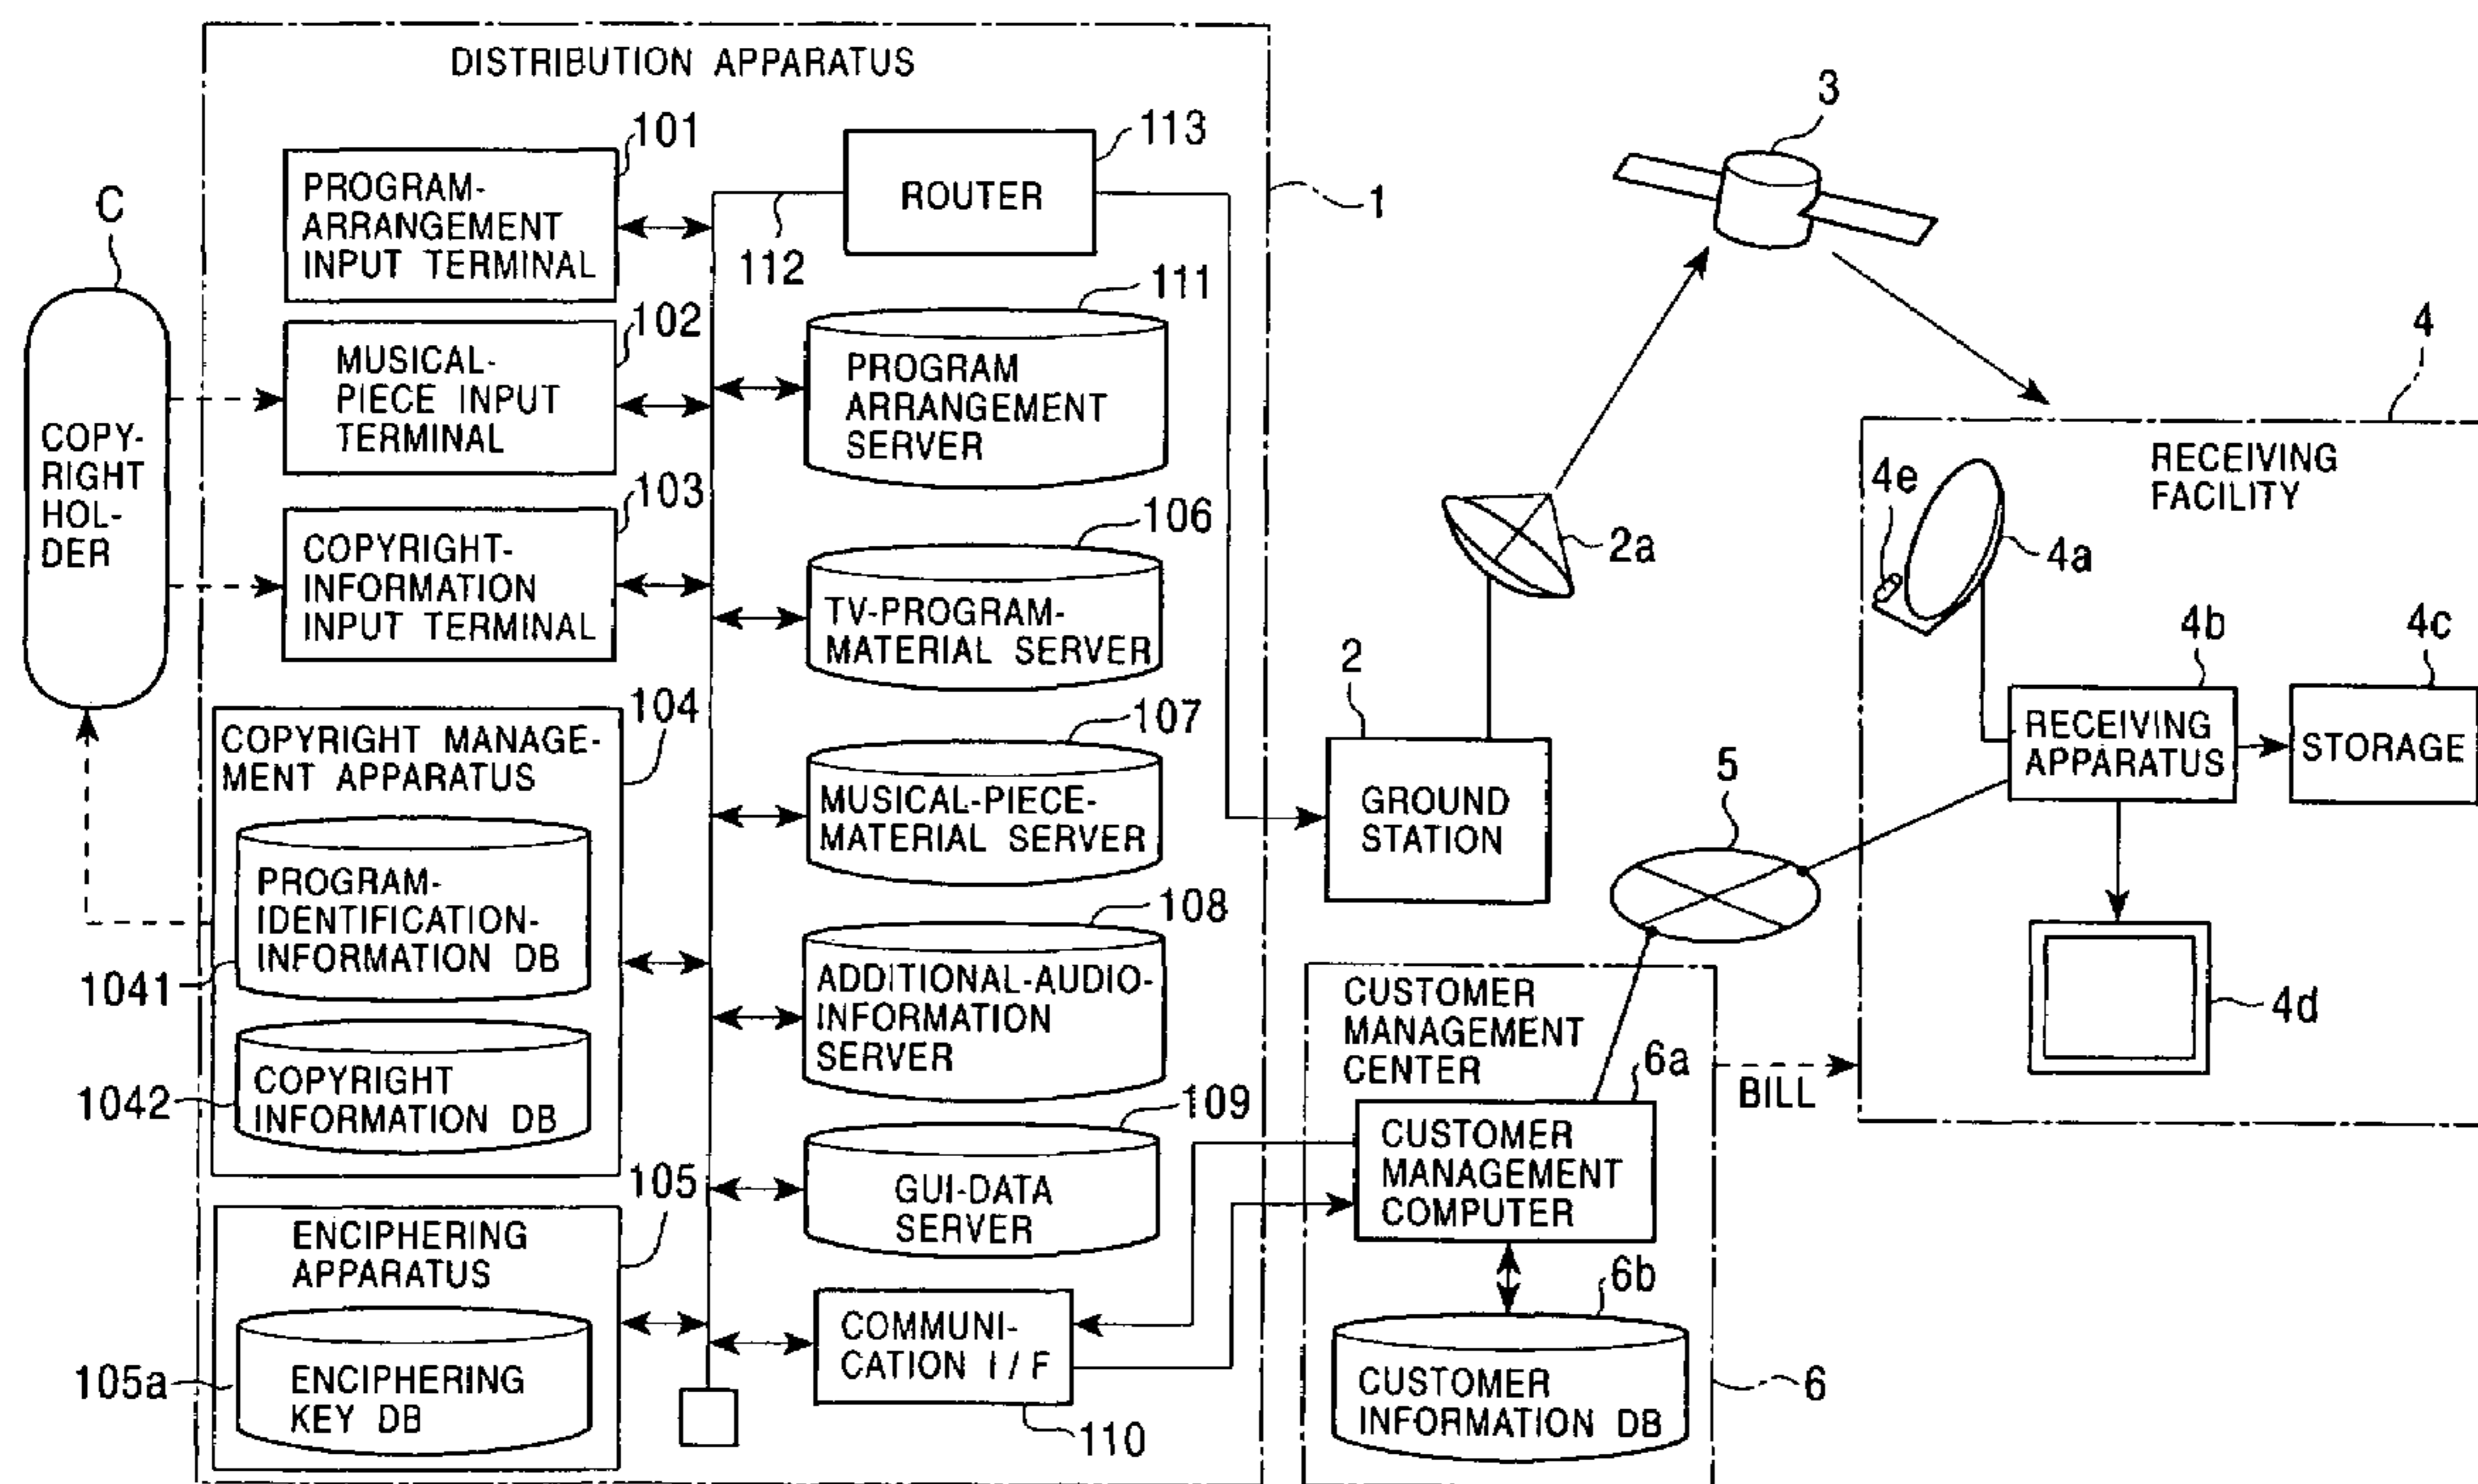 DISTRIBUTION APPARATUS
1
C
COPY-
RIGHT
HOL-
DER
101
PROGRAM-
ARRANGEMENT
INPUT TERMINAL
102
MUSICAL-
PIECE INPUT
TERMINAL
103
COPYRIGHT-
INFORMATION
INPUT TERMINAL
104
COPYRIGHT MANAGE-
MENT APPARATUS
PROGRAM-
IDENTIFICATION-
INFORMATION DB
1041
COPYRIGHT
INFORMATION DB
1042
105
ENCIPHERING
APPARATUS
ENCIPHERING
KEY DB
105a
113
ROUTER
112
111
PROGRAM
ARRANGEMENT
SERVER
106
TV-PROGRAM-
MATERIAL SERVER
107
MUSICAL-PIECE-
MATERIAL SERVER
108
ADDITIONAL-AUDIO-
INFORMATION
SERVER
109
GUI-DATA
SERVER
COMMUNI-
CATION I/F
110
2
GROUND
STATION
2a
3
4
RECEIVING
FACILITY
4e
4a
4b
RECEIVING
APPARATUS
4c
STORAGE
4d
5
CUSTOMER
MANAGEMENT
CENTER
6a
CUSTOMER
MANAGEMENT
COMPUTER
6b
CUSTOMER
INFORMATION DB
6
BILL